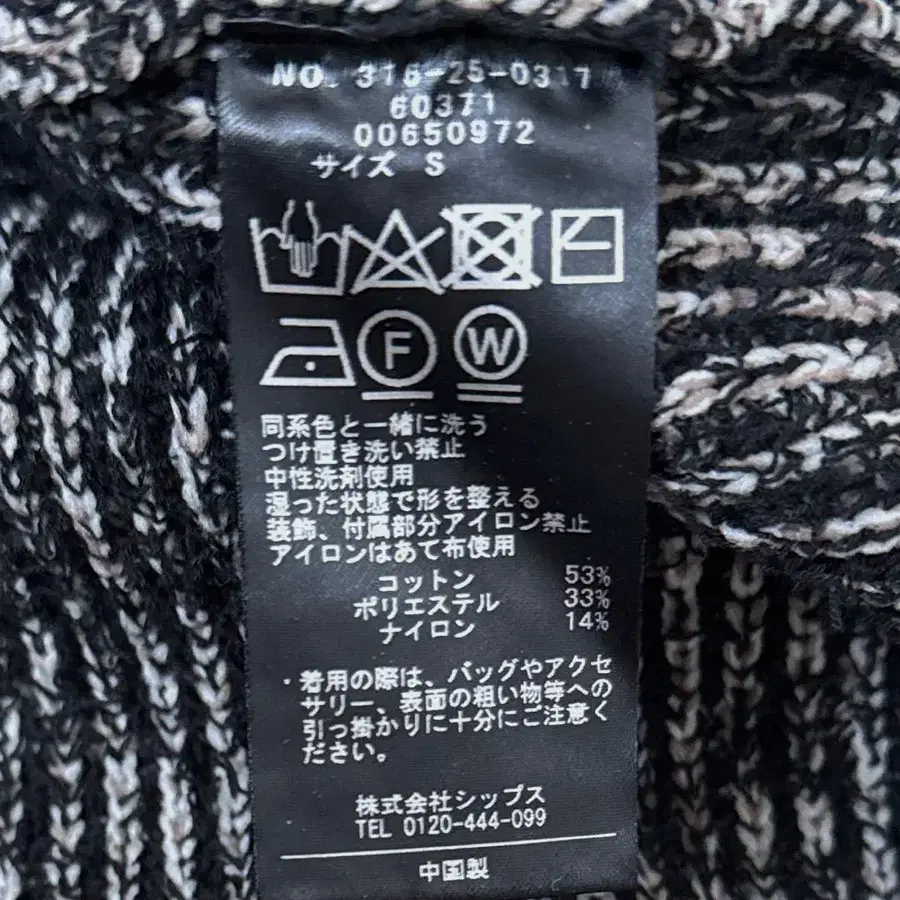 NO. 316-25-0317
60371
00650972
サイズ S
F W
同系色と一緒に洗う
つけ置き洗い禁止
中性洗剤使用
湿った状態で形を整える
装飾、付属部分アイロン禁止
アイロンはあて布使用
コットン 53%
ポリエステル 33%
ナイロン 14%
・着用の際は、バッグやアクセ
サリー、表面の粗い物等への
引っ掛かりに十分にご注意く
ださい。
株式会社シップス
TEL 0120-444-099
中国製